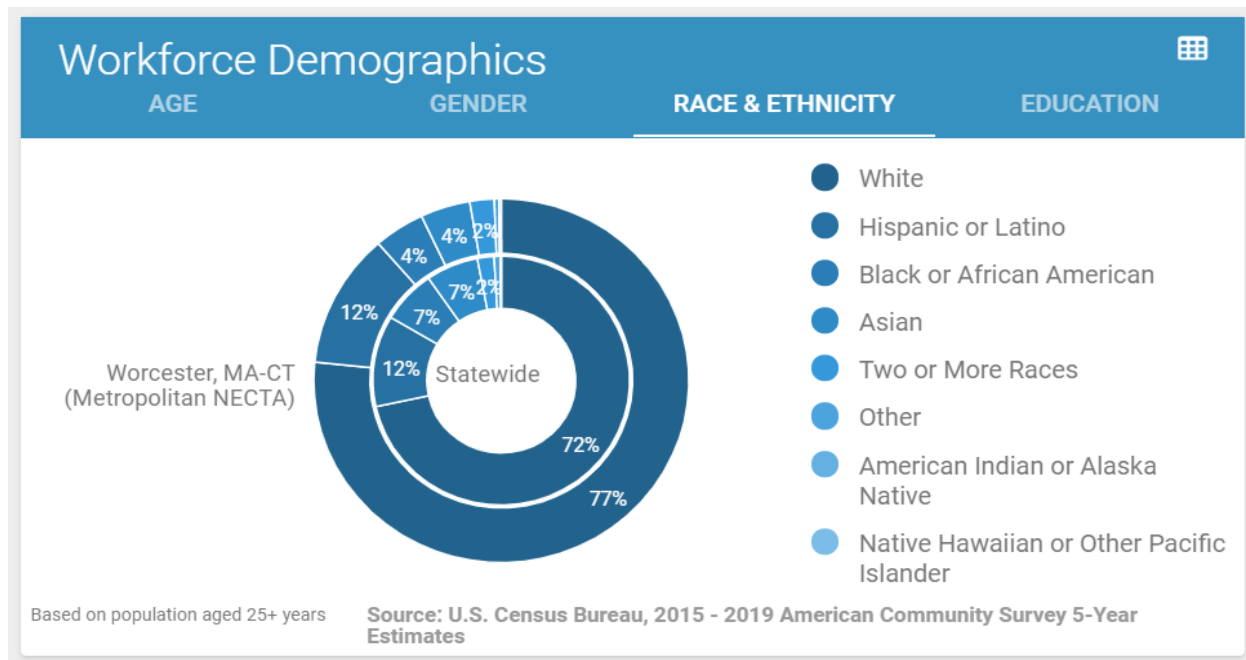 Workforce Demographics
AGE
GENDER
RACE & ETHNICITY
EDUCATION
White
Hispanic or Latino
Black or African American
Asian
Two or More Races
Other
American Indian or Alaska
Native
Native Hawaiian or Other Pacific
Islander
Worcester, MA-CT
(Metropolitan NECTA)
77%
12%
4%
4%
2%
Statewide
72%
12%
7%
7%
2%
Based on population aged 25+ years
Source: U.S. Census Bureau, 2015 - 2019 American Community Survey 5-Year
Estimates